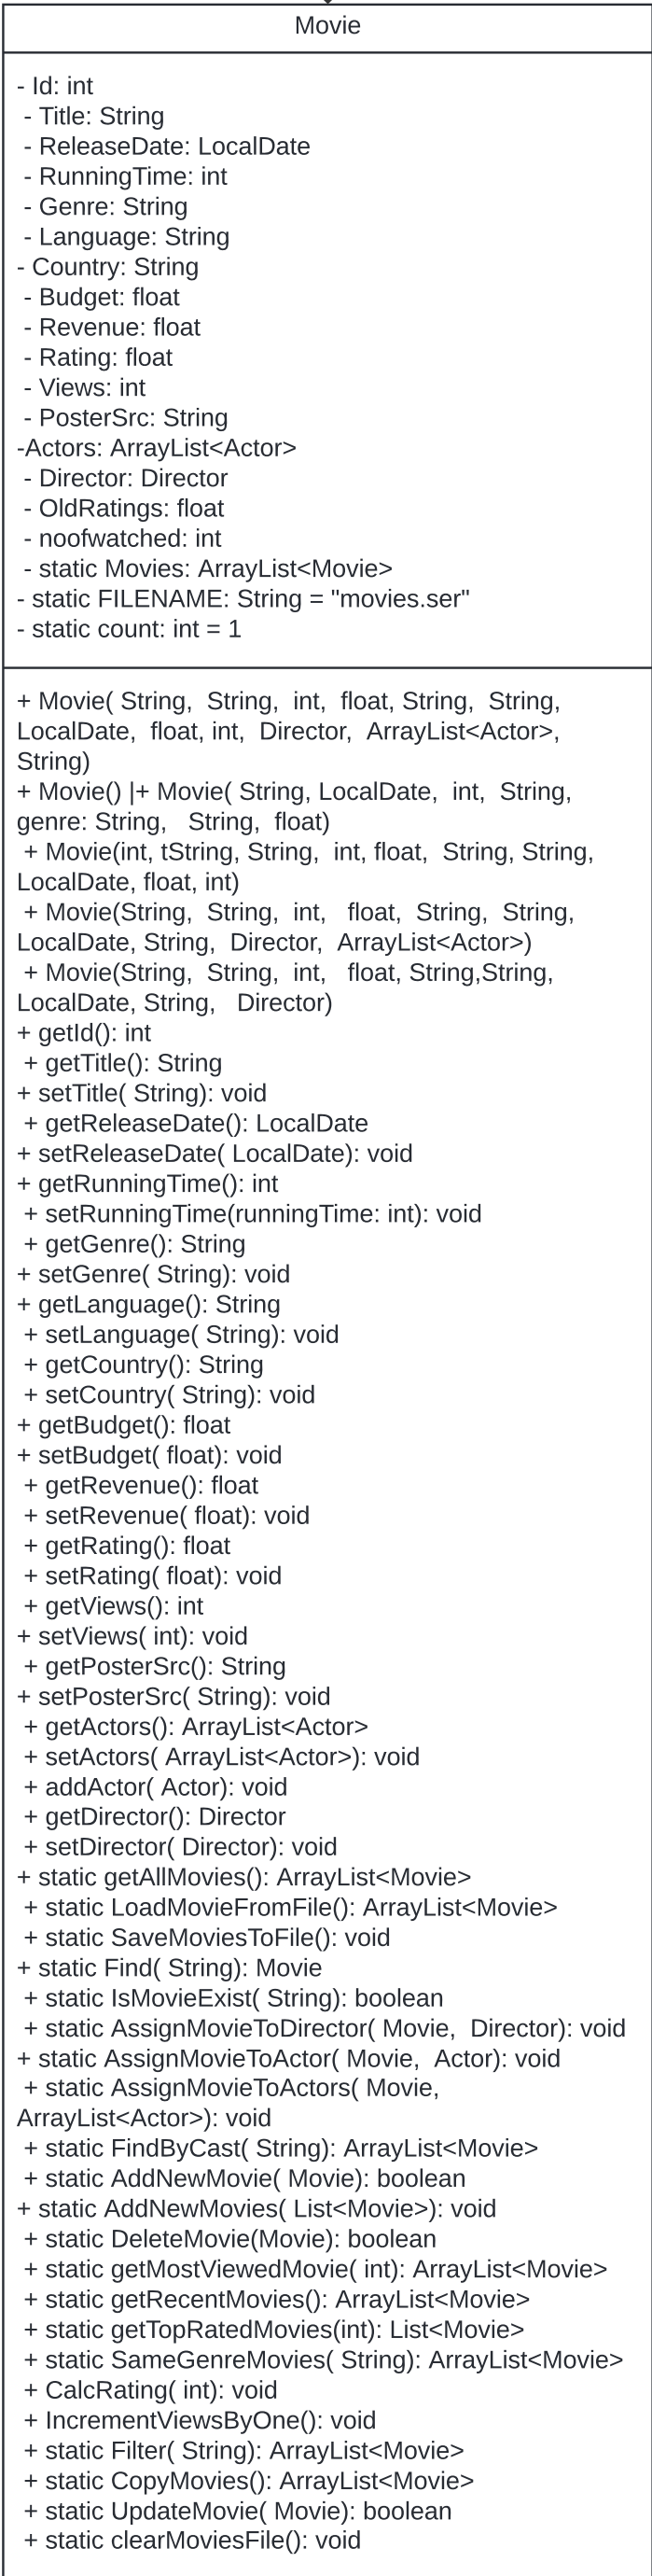 Movie
- Id: int
- Title: String
- ReleaseDate: LocalDate
- RunningTime: int
- Genre: String
- Language: String
- Country: String
- Budget: float
- Revenue: float
- Rating: float
- Views: int
- PosterSrc: String
-Actors: ArrayList<Actor>
- Director: Director
- OldRatings: float
- noofwatched: int
- static Movies: ArrayList<Movie>
- static FILENAME: String = "movies.ser"
- static count: int = 1
+ Movie( String, String, int, float, String, String,
LocalDate, float, int, Director, ArrayList<Actor>,
String)
+ Movie() |+ Movie( String, LocalDate, int, String,
genre: String, String, float)
+ Movie(int, tString, String, int, float, String, String,
LocalDate, float, int)
+ Movie(String, String, int, float, String, String,
LocalDate, String, Director, ArrayList<Actor>)
+ Movie(String, String, int, float, String,String,
LocalDate, String, Director)
+ getId(): int
+ getTitle(): String
+ setTitle( String): void
+ getReleaseDate(): LocalDate
+ setReleaseDate( LocalDate): void
+ getRunningTime(): int
+ setRunningTime(runningTime: int): void
+ getGenre(): String
+ setGenre( String): void
+ getLanguage(): String
+ setLanguage( String): void
+ getCountry(): String
+ setCountry( String): void
+ getBudget(): float
+ setBudget( float): void
+ getRevenue(): float
+ setRevenue( float): void
+ getRating(): float
+ setRating( float): void
+ getViews(): int
+ setViews( int): void
+ getPosterSrc(): String
+ setPosterSrc( String): void
+ getActors(): ArrayList<Actor>
+ setActors( ArrayList<Actor>): void
+ addActor( Actor): void
+ getDirector(): Director
+ setDirector( Director): void
+ static getAllMovies(): ArrayList<Movie>
+ static LoadMovieFromFile(): ArrayList<Movie>
+ static SaveMoviesToFile(): void
+ static Find( String): Movie
+ static IsMovieExist( String): boolean
+ static AssignMovieToDirector( Movie, Director): void
+ static AssignMovieToActor( Movie, Actor): void
+ static AssignMovieToActors( Movie,
ArrayList<Actor>): void
+ static FindByCast( String): ArrayList<Movie>
+ static AddNewMovie( Movie): boolean
+ static AddNewMovies( List<Movie>): void
+ static DeleteMovie(Movie): boolean
+ static getMostViewedMovie( int): ArrayList<Movie>
+ static getRecentMovies(): ArrayList<Movie>
+ static getTopRatedMovies(int): List<Movie>
+ static SameGenreMovies( String): ArrayList<Movie>
+ CalcRating( int): void
+ IncrementViewsByOne(): void
+ static Filter( String): ArrayList<Movie>
+ static CopyMovies(): ArrayList<Movie>
+ static UpdateMovie( Movie): boolean
+ static clearMoviesFile(): void